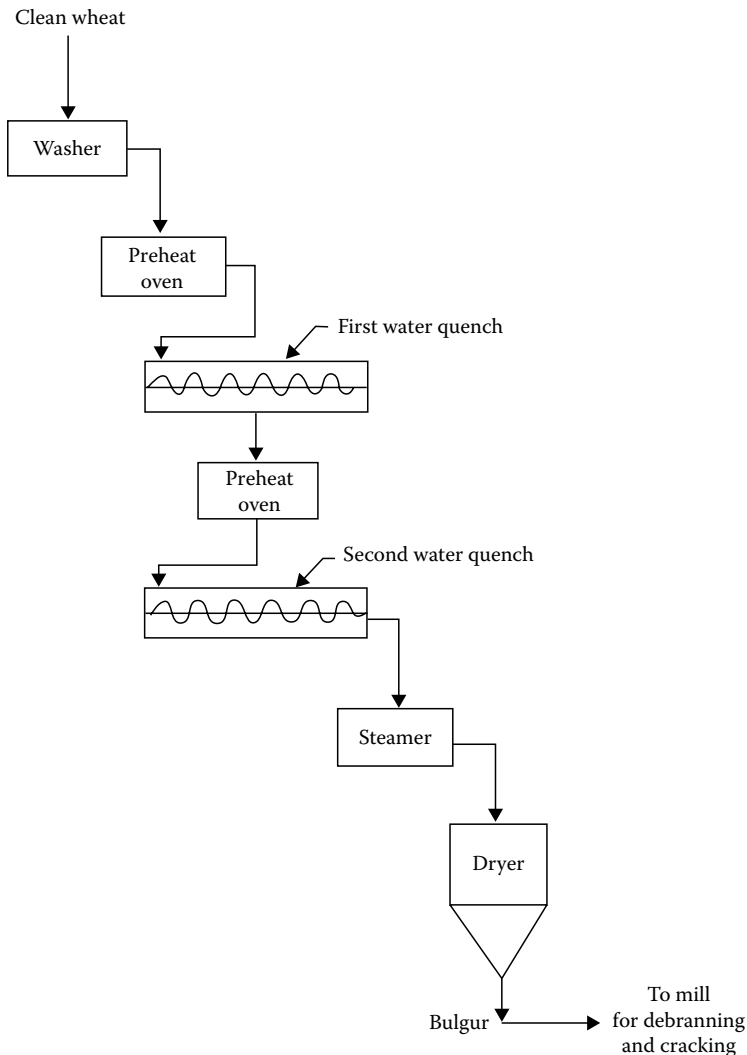 Clean wheat
Washer
Preheat
oven
First water quench
Preheat
oven
Second water quench
Steamer
Dryer
Bulgur
To mill
for debranning
and cracking